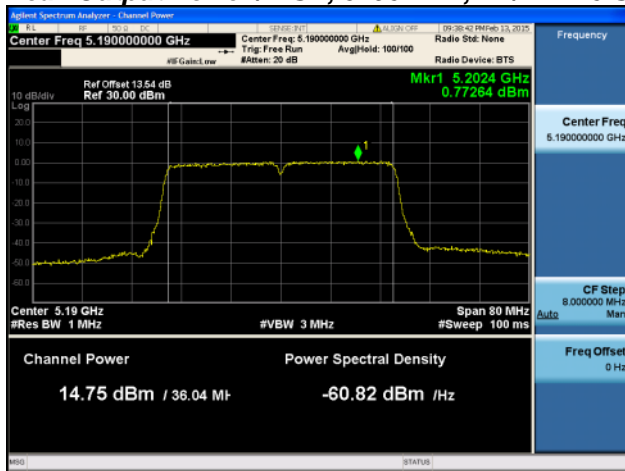 Agilent Spectrum Analyzer - Channel Power
RL RF 50 Ω DC SENSE:INT ALIGN OFF 09:38:42 PM Feb 13, 2015
Center Freq 5.190000000 GHz
Center Freq: 5.190000000 GHz
Radio Std: None
Trig: Free Run Avg|Hold: 100/100
#IFGain:Low #Atten: 20 dB Radio Device: BTS
Frequency
Mkr1 5.2024 GHz
0.77264 dBm
Ref Offset 13.54 dB
10 dB/div Ref 30.00 dBm
Log
20.0
10.0
0.00
-10.0
-20.0
-30.0
-40.0
-50.0
-60.0
1
Center Freq
5.190000000 GHz
Center 5.19 GHz Span 80 MHz
#Res BW 1 MHz #VBW 3 MHz #Sweep 100 ms
CF Step
8.000000 MHz
Auto Man
Freq Offset
0 Hz
Channel Power Power Spectral Density
14.75 dBm / 36.04 MH -60.82 dBm /Hz
MSG STATUS